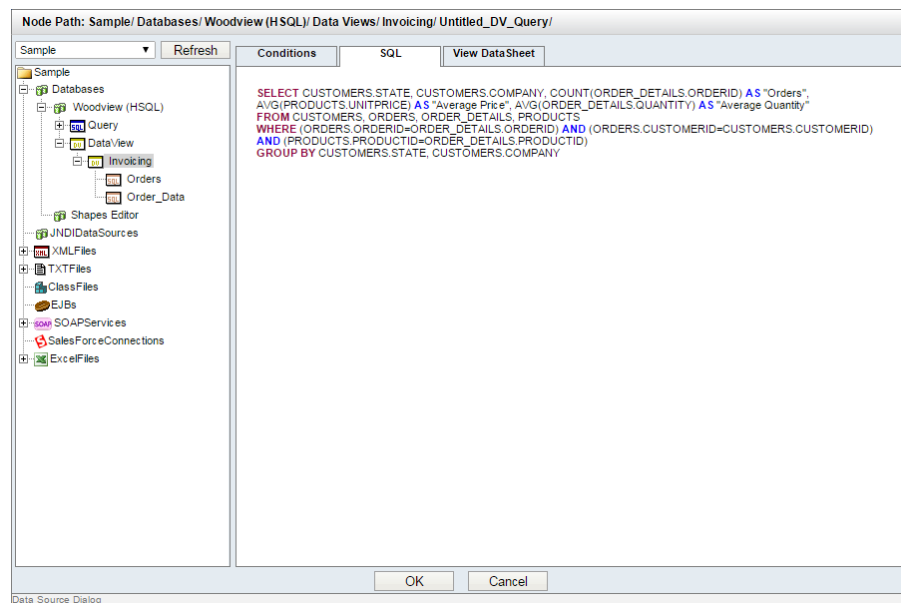 Node Path: Sample/ Databases/ Woodview (HSQL)/ Data Views/ Invoicing/ Untitled_DV_Query/
Sample
Refresh
Sample
Databases
Woodview (HSQL)
Query
DataView
Invoicing
Orders
Order_Data
Shapes Editor
JNDIDataSources
XMLFiles
TXTFiles
ClassFiles
EJBs
SOAPServices
SalesForceConnections
ExcelFiles
Conditions
SQL
View DataSheet
SELECT CUSTOMERS.STATE, CUSTOMERS.COMPANY, COUNT(ORDER_DETAILS.ORDERID) AS "Orders",
AVG(PRODUCTS.UNITPRICE) AS "Average Price", AVG(ORDER_DETAILS.QUANTITY) AS "Average Quantity"
FROM CUSTOMERS, ORDERS, ORDER_DETAILS, PRODUCTS
WHERE (ORDERS.ORDERID=ORDER_DETAILS.ORDERID) AND (ORDERS.CUSTOMERID=CUSTOMERS.CUSTOMERID)
AND (PRODUCTS.PRODUCTID=ORDER_DETAILS.PRODUCTID)
GROUP BY CUSTOMERS.STATE, CUSTOMERS.COMPANY
OK
Cancel
Data Source Dialog